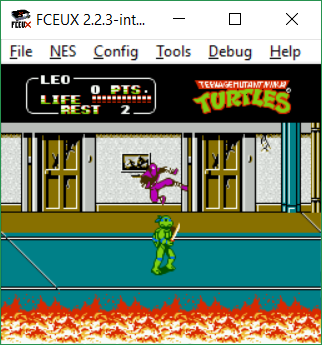 FCEUX 2.2.3-int...
File NES Config Tools Debug Help
LEO
0 PTS.
LIFE
REST 2
TEENAGE MUTANT NINJA
TURTLES